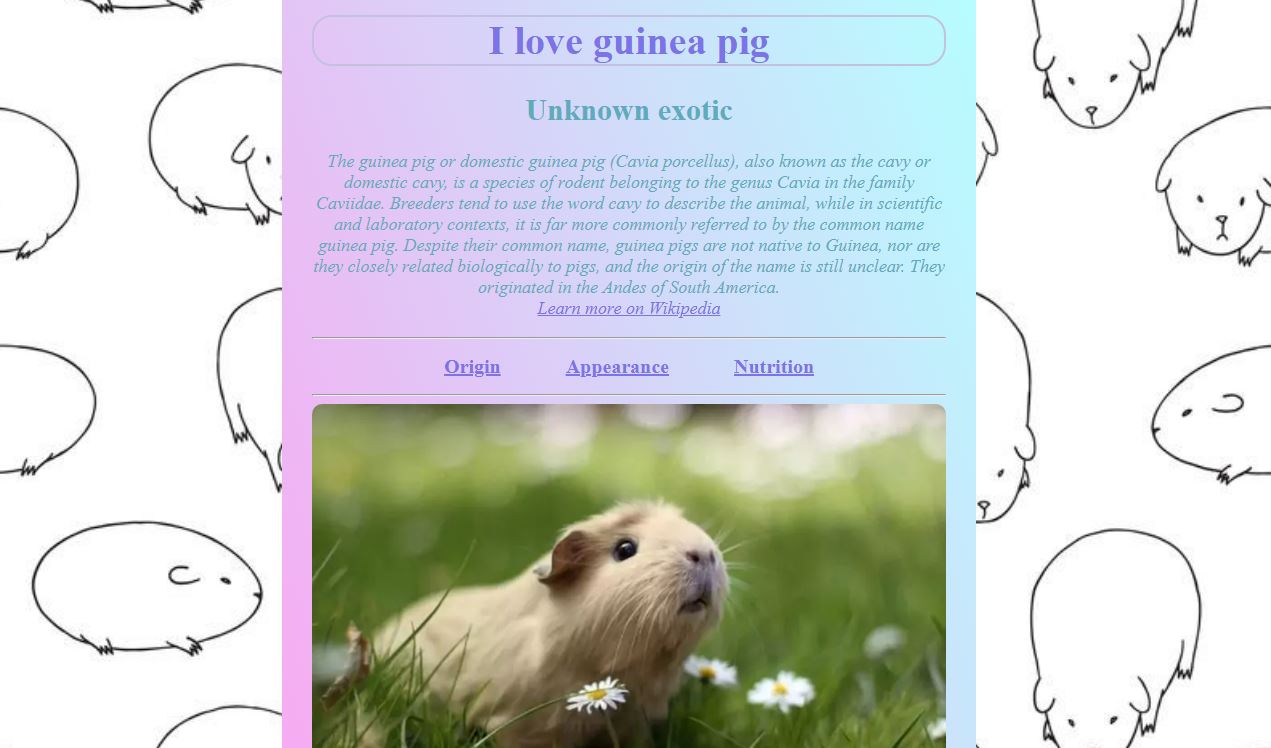 I love guinea pig
Unknown exotic
The guinea pig or domestic guinea pig (Cavia porcellus), also known as the cavy or
domestic cavy, is a species of rodent belonging to the genus Cavia in the family
Caviidae. Breeders tend to use the word cavy to describe the animal, while in scientific
and laboratory contexts, it is far more commonly referred to by the common name
guinea pig. Despite their common name, guinea pigs are not native to Guinea, nor are
they closely related biologically to pigs, and the origin of the name is still unclear. They
originated in the Andes of South America.
Learn more on Wikipedia
Origin Appearance Nutrition